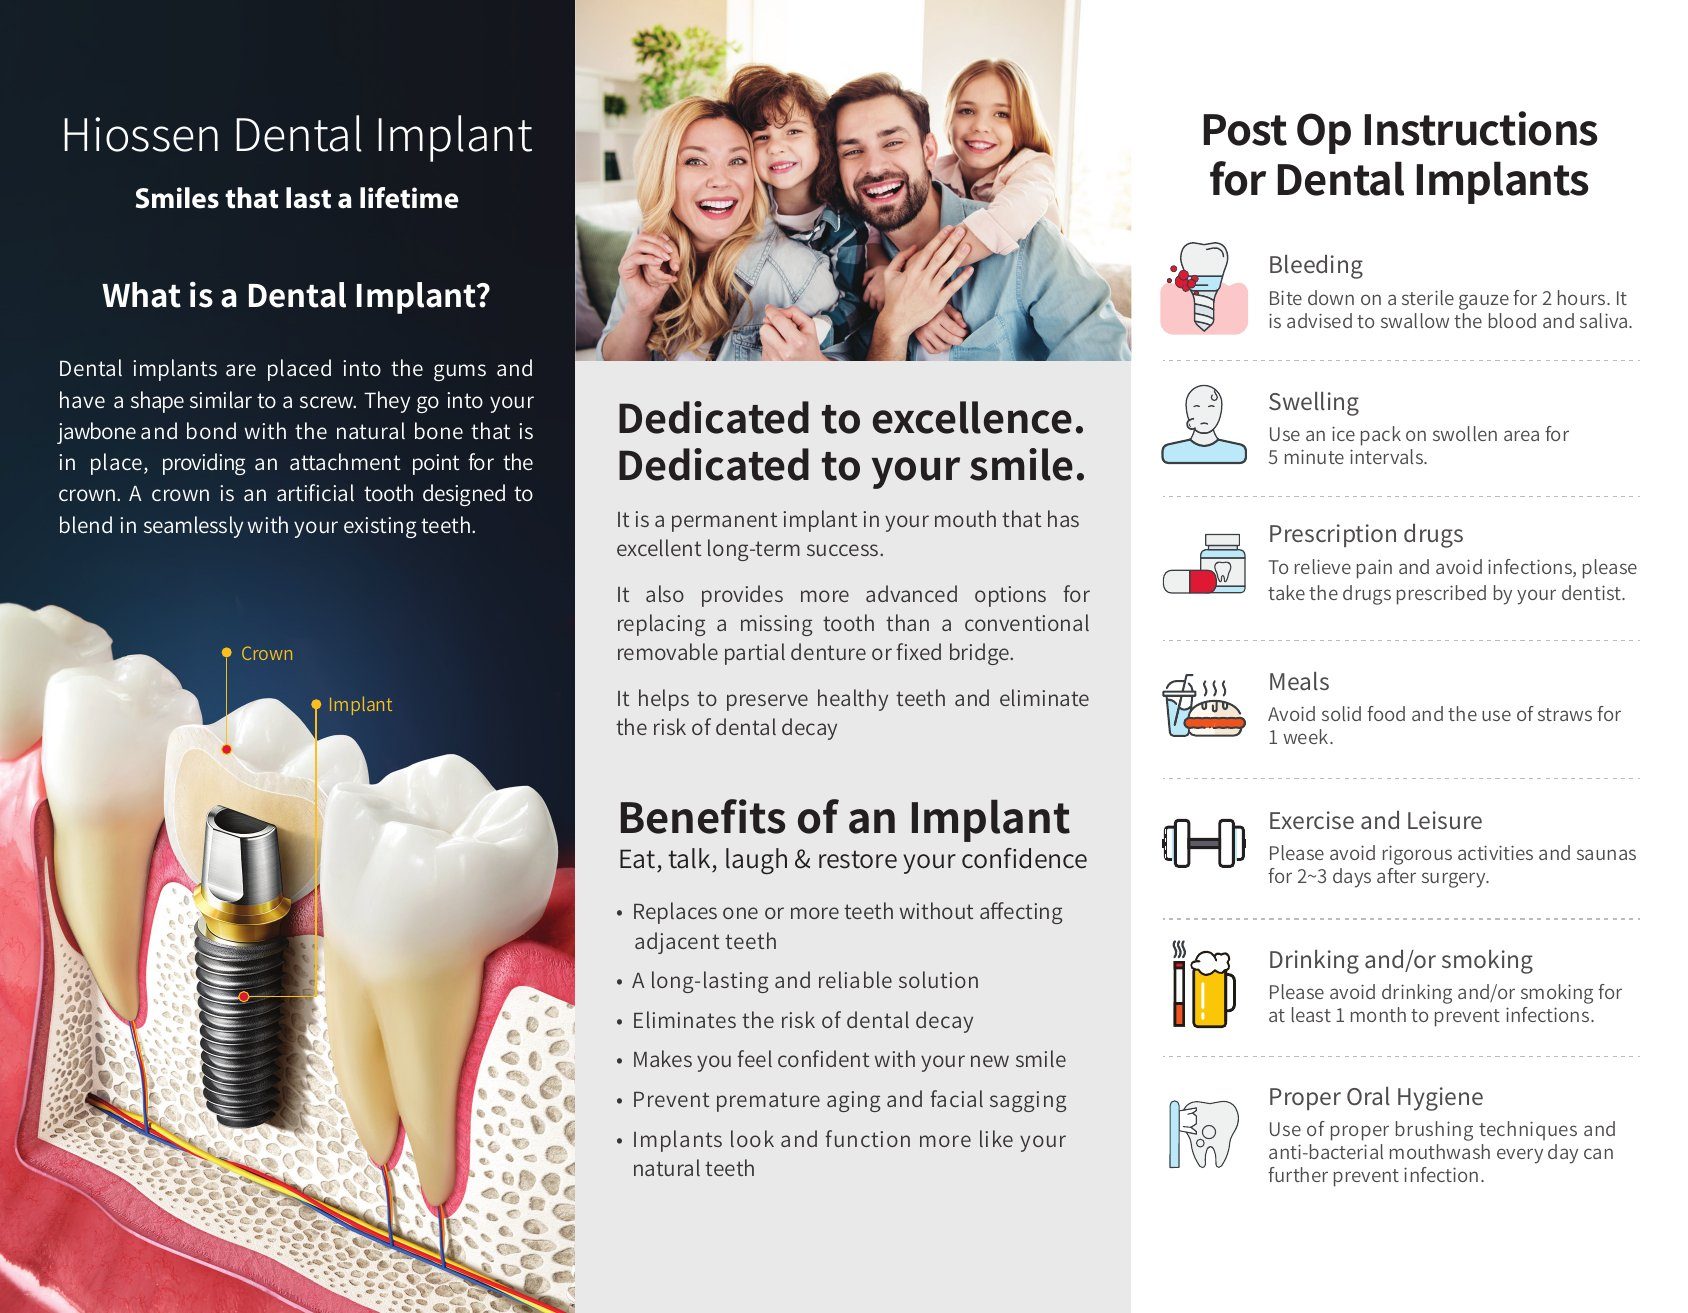 Hiossen Dental Implant
Smiles that last a lifetime
What is a Dental Implant?
Dental implants are placed into the gums and
have a shape similar to a screw. They go into your
jawbone and bond with the natural bone that is
in place, providing an attachment point for the
crown. A crown is an artificial tooth designed to
blend in seamlessly with your existing teeth.
Crown
Implant
Dedicated to excellence.
Dedicated to your smile.
It is a permanent implant in your mouth that has
excellent long-term success.
It also provides more advanced options for
replacing a missing tooth than a conventional
removable partial denture or fixed bridge.
It helps to preserve healthy teeth and eliminate
the risk of dental decay
Benefits of an Implant
Eat, talk, laugh & restore your confidence
• Replaces one or more teeth without affecting
adjacent teeth
• A long-lasting and reliable solution
• Eliminates the risk of dental decay
• Makes you feel confident with your new smile
• Prevent premature aging and facial sagging
• Implants look and function more like your
natural teeth
Post Op Instructions
for Dental Implants
Bleeding
Bite down on a sterile gauze for 2 hours. It
is advised to swallow the blood and saliva.
Swelling
Use an ice pack on swollen area for
5 minute intervals.
Prescription drugs
To relieve pain and avoid infections, please
take the drugs prescribed by your dentist.
Meals
Avoid solid food and the use of straws for
1 week.
Exercise and Leisure
Please avoid rigorous activities and saunas
for 2~3 days after surgery.
Drinking and/or smoking
Please avoid drinking and/or smoking for
at least 1 month to prevent infections.
Proper Oral Hygiene
Use of proper brushing techniques and
anti-bacterial mouthwash every day can
further prevent infection.